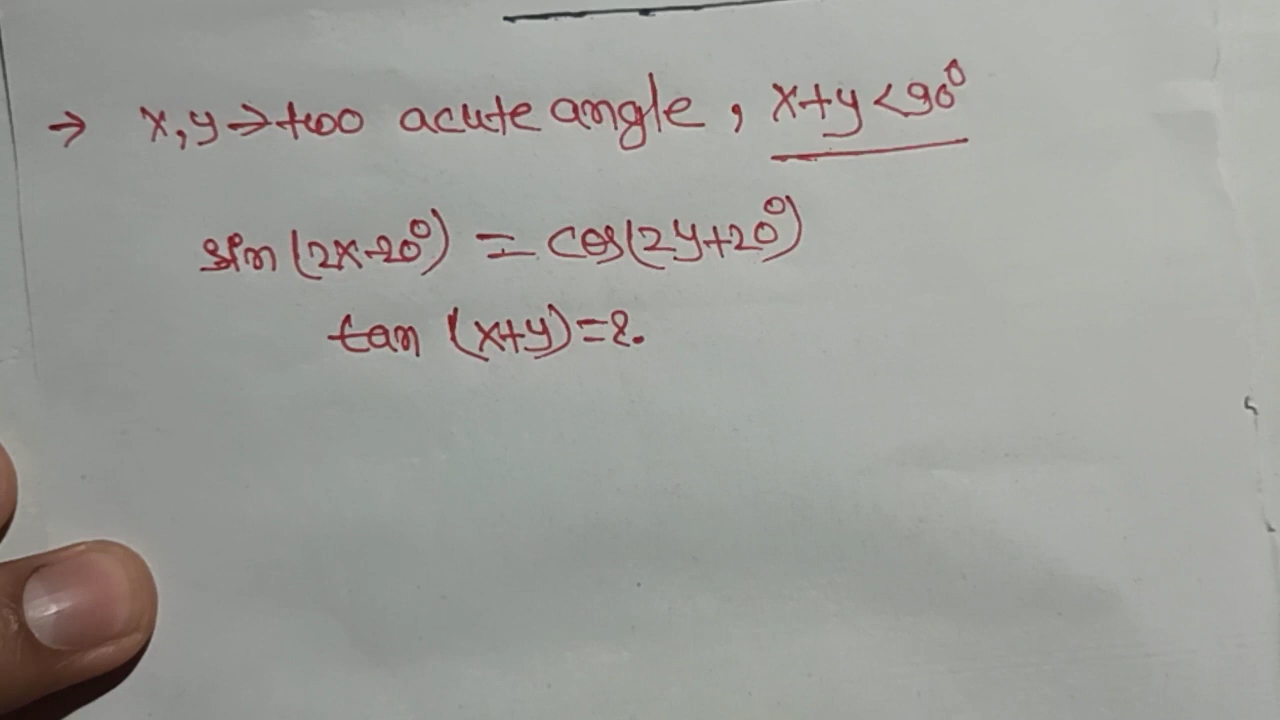 → x, y → two acute angle, x+y < 90°
sin (2x-20°) = cos(2y+20°)
tan (x+y) = ?